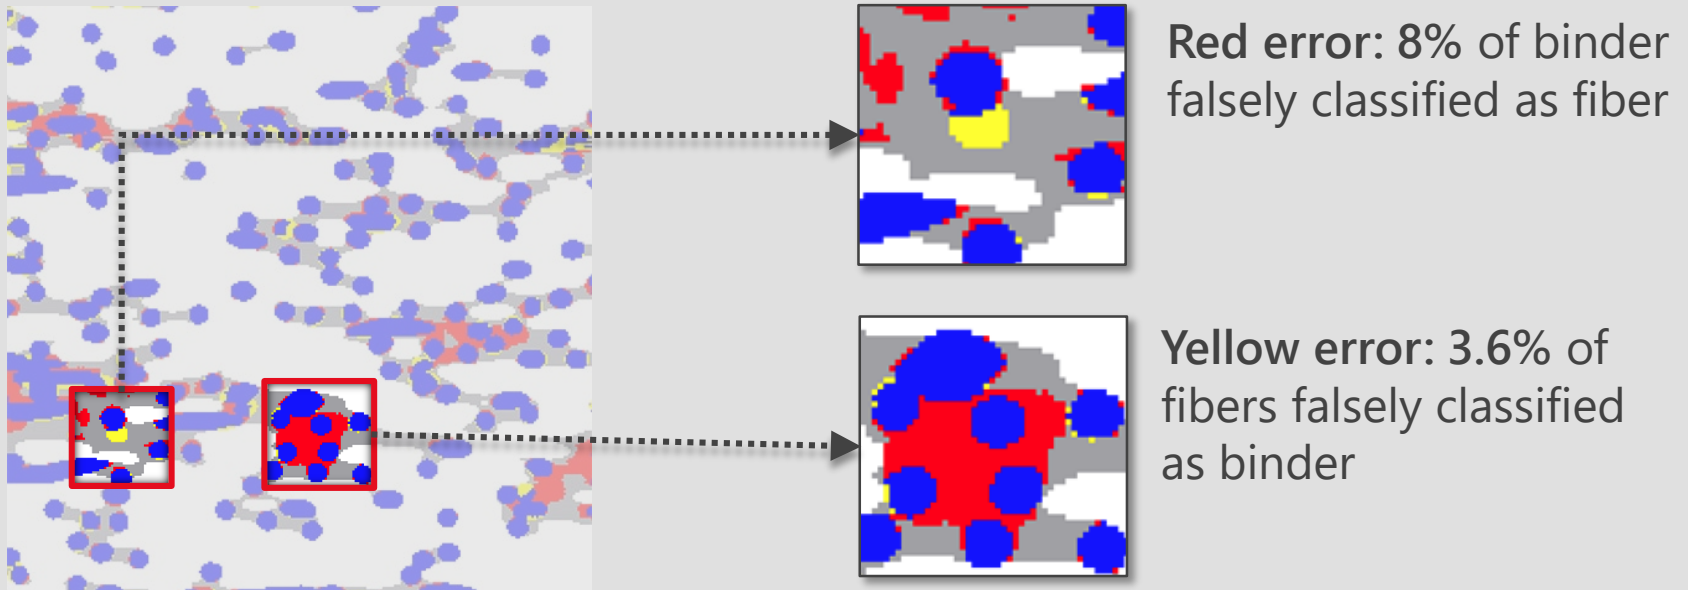 Red error: 8% of binder
falsely classified as fiber
Yellow error: 3.6% of
fibers falsely classified
as binder